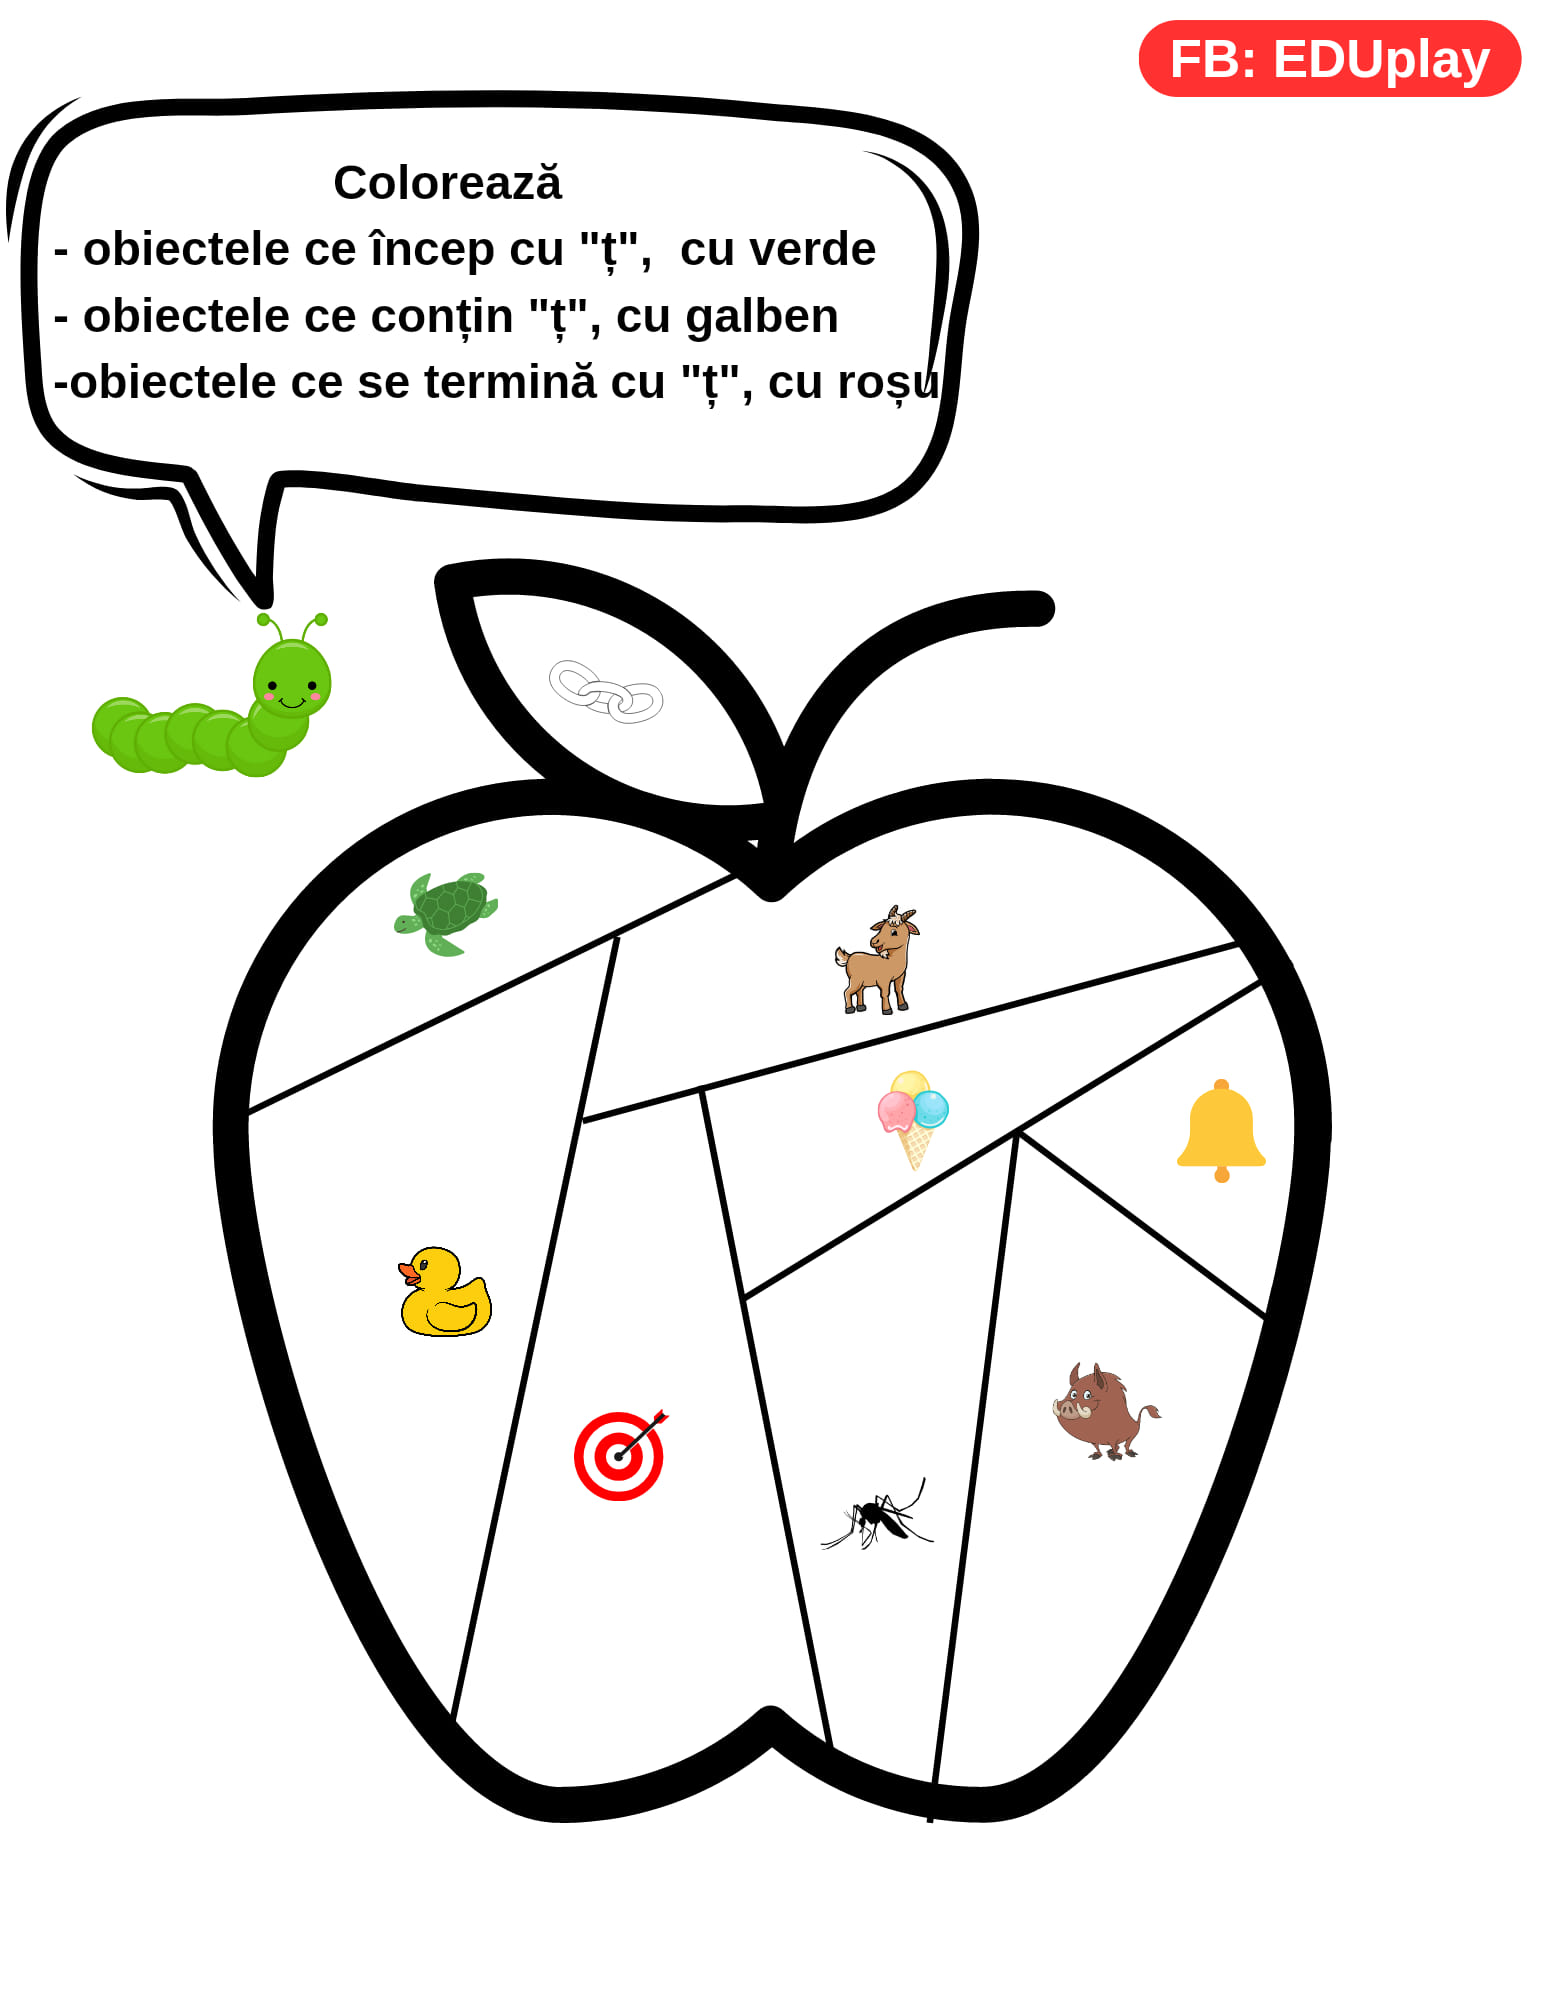 FB: EDUplay
Colorează
- obiectele ce încep cu "ț",  cu verde
- obiectele ce conțin "ț", cu galben
-obiectele ce se termină cu "ț", cu roșu